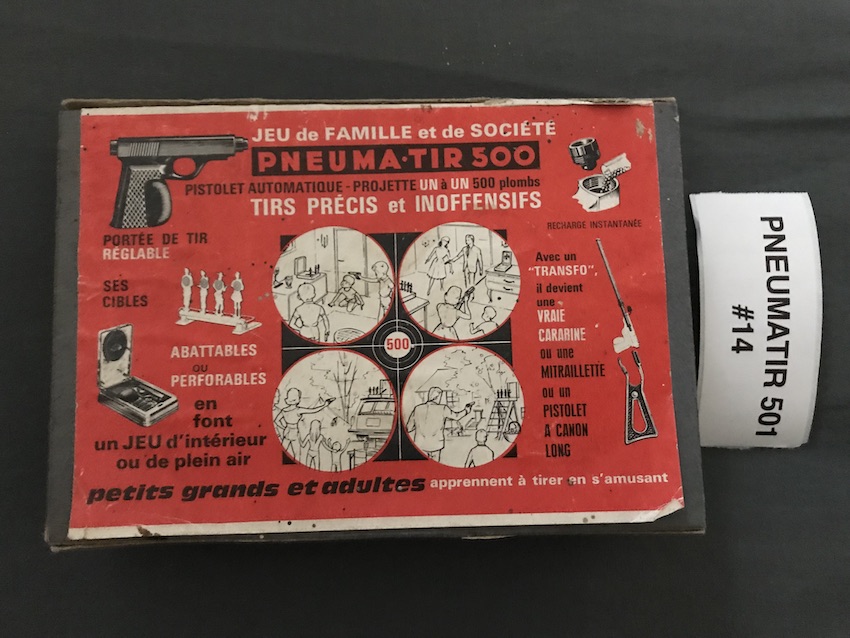 JEU de FAMILLE et de SOCIÉTÉ
PNEUMA-TIR 500
PISTOLET AUTOMATIQUE - PROJETTE UN à UN 500 plombs
TIRS PRÉCIS et INOFFENSIFS
RECHARGE INSTANTANÉE
PORTÉE DE TIR
RÉGLABLE
SES
CIBLES
ABATTABLES
OU
PERFORABLES
en
font
un JEU d'intérieur
ou de plein air
500
Avec un
"TRANSFO",
il devient
une
VRAIE
CARABINE
ou une
MITRAILLETTE
ou un
PISTOLET
A CANON
LONG
petits grands et adultes apprennent à tirer en s'amusant
PNEUMATIR 501
#14